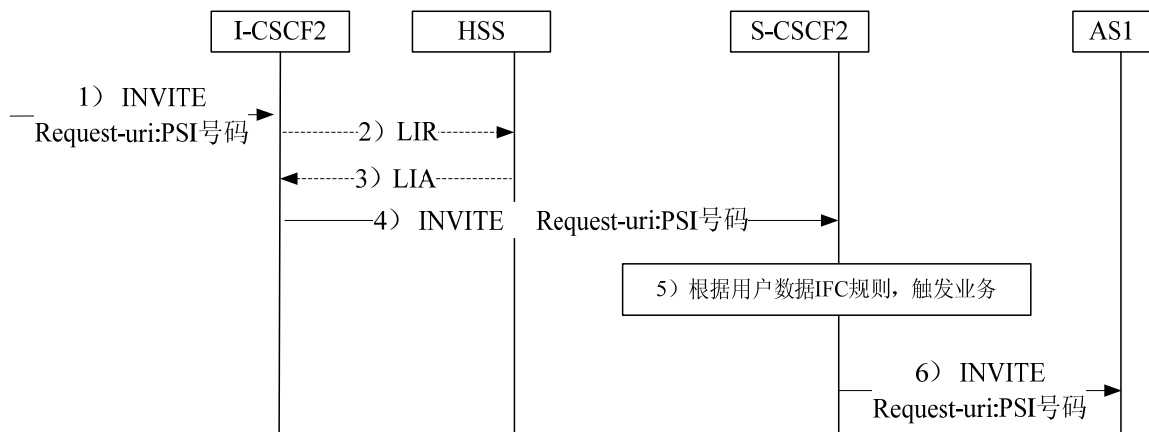 I-CSCF2
HSS
S-CSCF2
AS1
1） INVITE
Request-uri:PSI号码
2）LIR
3）LIA
4） INVITE Request-uri:PSI号码
5）根据用户数据IFC规则，触发业务
6） INVITE
Request-uri:PSI号码